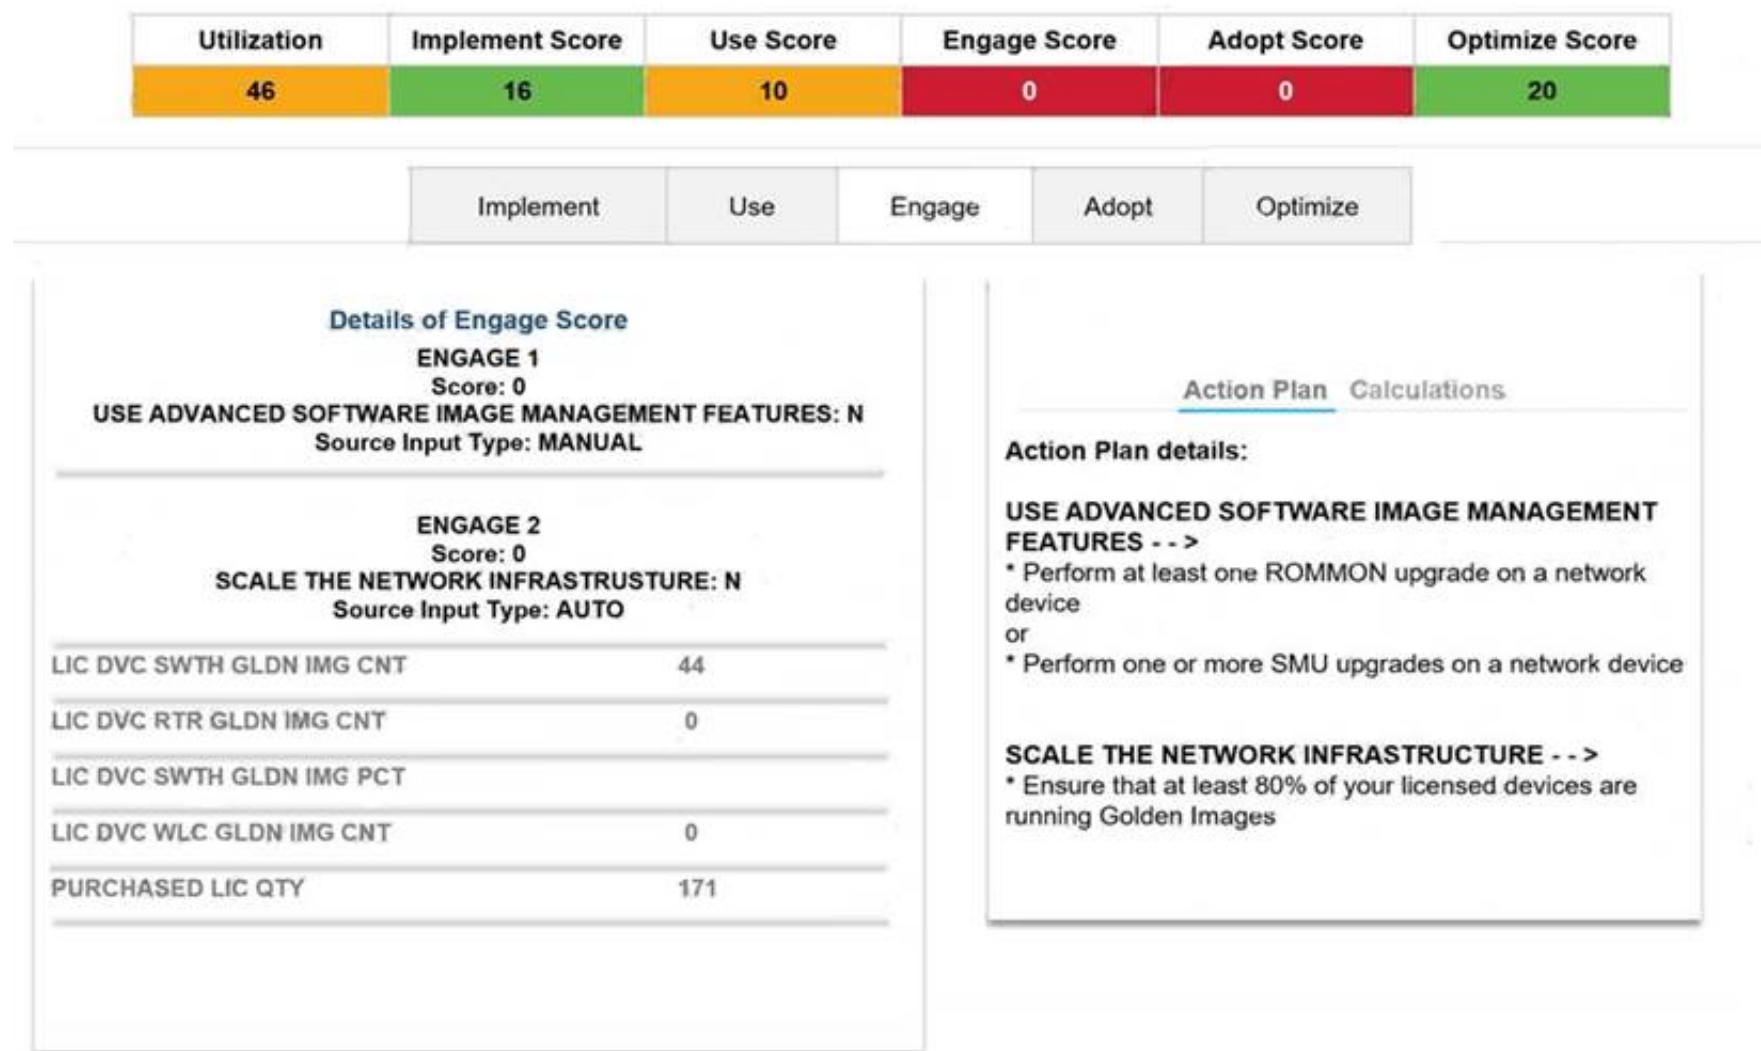 Utilization Implement Score Use Score Engage Score Adopt Score Optimize Score
46 16 10 0 0 20
Implement Use Engage Adopt Optimize
Details of Engage Score
ENGAGE 1
Score: 0
USE ADVANCED SOFTWARE IMAGE MANAGEMENT FEATURES: N
Source Input Type: MANUAL
ENGAGE 2
Score: 0
SCALE THE NETWORK INFRASTRUSTURE: N
Source Input Type: AUTO
LIC DVC SWTH GLDN IMG CNT 44
LIC DVC RTR GLDN IMG CNT 0
LIC DVC SWTH GLDN IMG PCT
LIC DVC WLC GLDN IMG CNT 0
PURCHASED LIC QTY 171
Action Plan Calculations
Action Plan details:
USE ADVANCED SOFTWARE IMAGE MANAGEMENT
FEATURES - - >
* Perform at least one ROMMON upgrade on a network
device
or
* Perform one or more SMU upgrades on a network device
SCALE THE NETWORK INFRASTRUCTURE - - >
* Ensure that at least 80% of your licensed devices are
running Golden Images